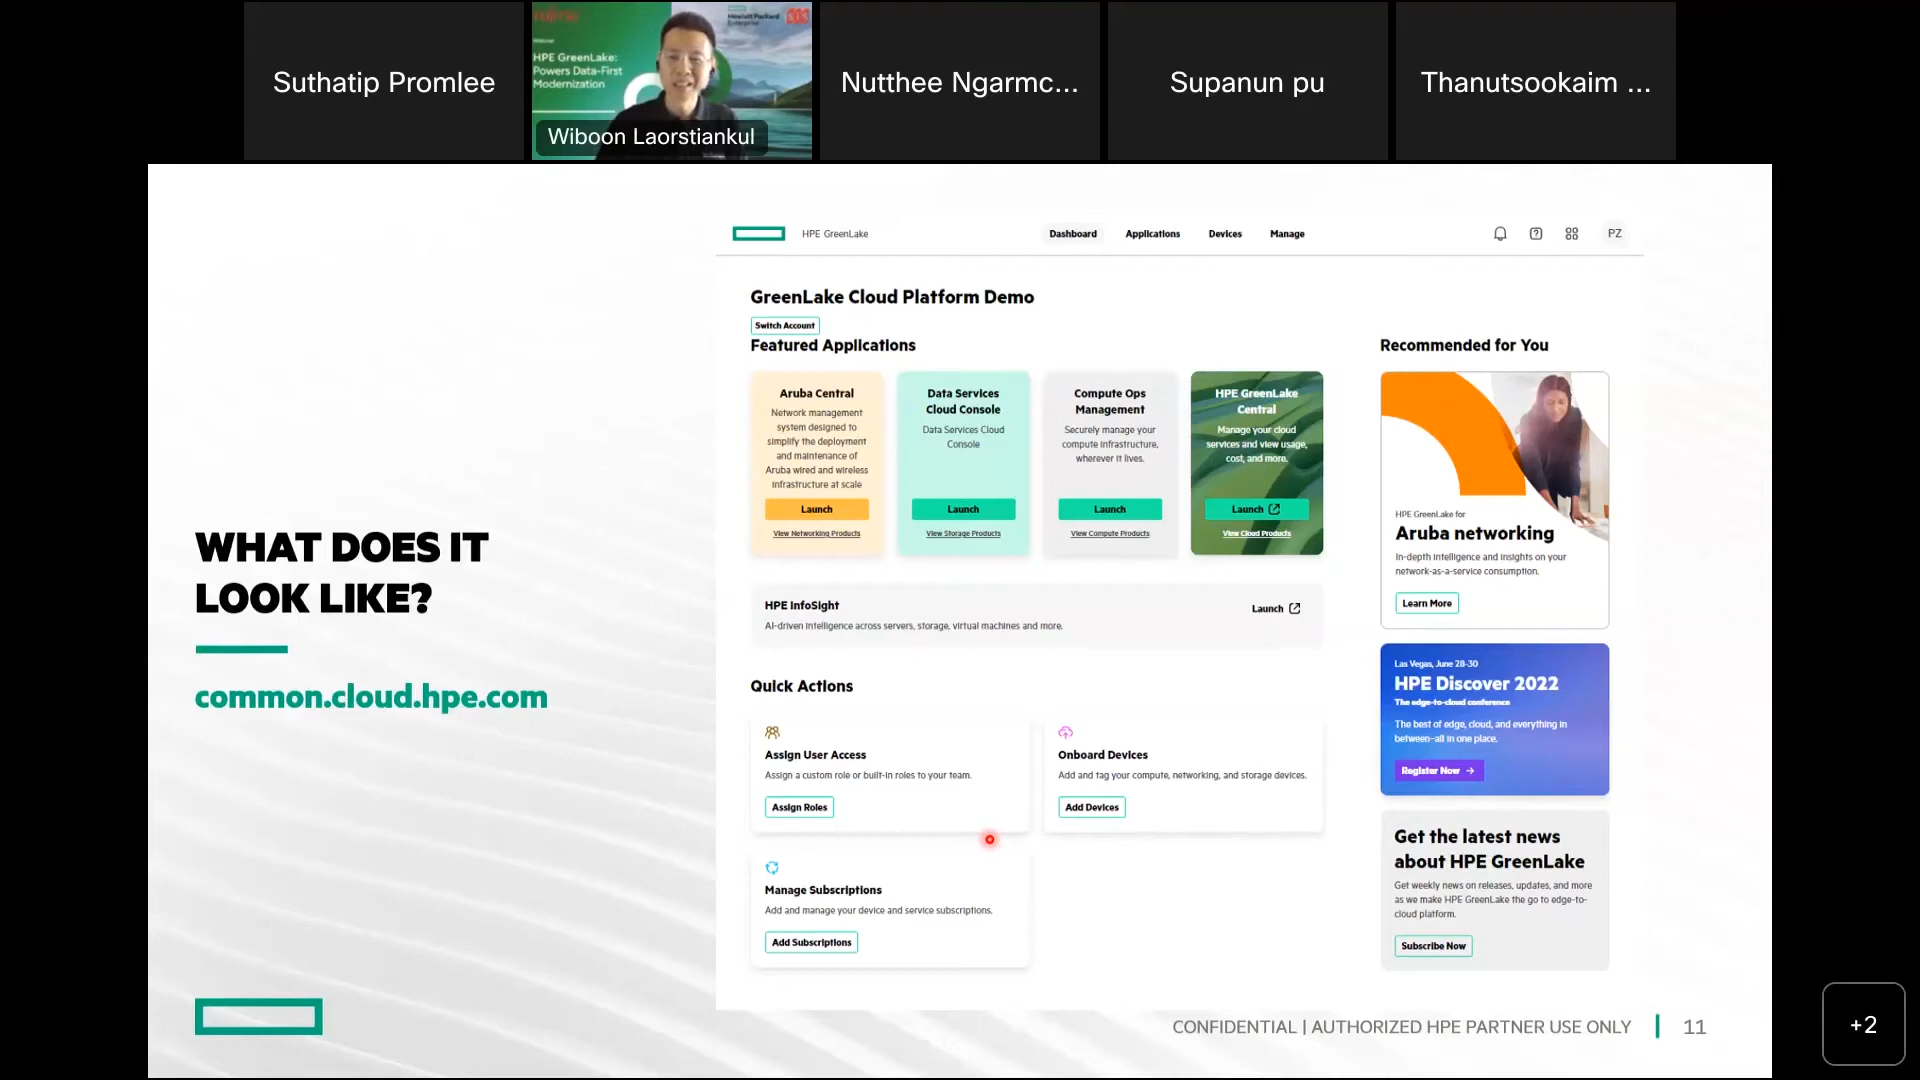 Suthatip Promlee
HPE GreenLake:
Powers Data-First
Modernization
Hewlett Packard
Enterprise
Wiboon Laorstiankul
Nutthee Ngarmc...
Supanun pu
Thanutsookaim ...
WHAT DOES IT
LOOK LIKE?
common.cloud.hpe.com
HPE GreenLake
Dashboard
Applications
Devices
Manage
PZ
GreenLake Cloud Platform Demo
Switch Account
Featured Applications
Aruba Central
Network management
system designed to
simplify the deployment
and maintenance of
Aruba wired and wireless
infrastructure at scale
Launch
View Networking Products
Data Services
Cloud Console
Data Services Cloud
Console
Launch
View Storage Products
Compute Ops
Management
Securely manage your
compute infrastructure,
wherever it lives.
Launch
View Compute Products
HPE GreenLake
Central
Manage your cloud
services and view usage,
cost, and more.
Launch
View Cloud Products
HPE InfoSight
AI-driven intelligence across servers, storage, virtual machines and more.
Launch
Quick Actions
Assign User Access
Assign a custom role or built-in roles to your team.
Assign Roles
Onboard Devices
Add and tag your compute, networking, and storage devices.
Add Devices
Manage Subscriptions
Add and manage your device and service subscriptions.
Add Subscriptions
Recommended for You
HPE GreenLake for
Aruba networking
In-depth intelligence and insights on your
network-as-a-service consumption.
Learn More
Las Vegas, June 28-30
HPE Discover 2022
The edge-to-cloud conference
The best of edge, cloud, and everything in
between-all in one place.
Register Now
Get the latest news
about HPE GreenLake
Get weekly news on releases, updates, and more
as we make HPE GreenLake the go to edge-to-
cloud platform.
Subscribe Now
CONFIDENTIAL | AUTHORIZED HPE PARTNER USE ONLY
11
+2